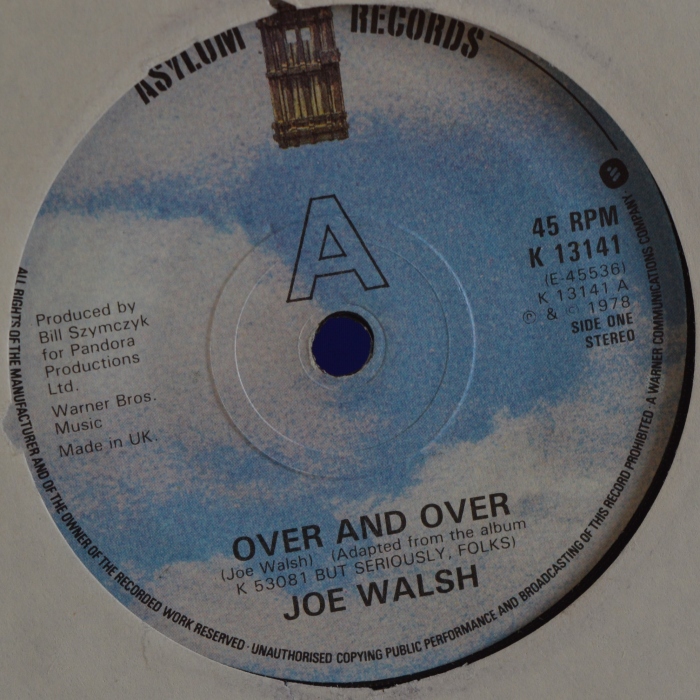 ASYLUM RECORDS
A
45 RPM
K 13141
(E-45536)
K 13141 A
℗ & © 1978
SIDE ONE
STEREO
Produced by
Bill Szymczyk
for Pandora
Productions
Ltd.
Warner Bros.
Music
Made in UK.
OVER AND OVER
(Joe Walsh) (Adapted from the album
K 53081 BUT SERIOUSLY, FOLKS)
JOE WALSH
ALL RIGHTS OF THE MANUFACTURER AND OF THE OWNER OF THE RECORDED WORK RESERVED · UNAUTHORISED COPYING PUBLIC PERFORMANCE AND BROADCASTING OF THIS RECORD PROHIBITED · A WARNER COMMUNICATIONS COMPANY